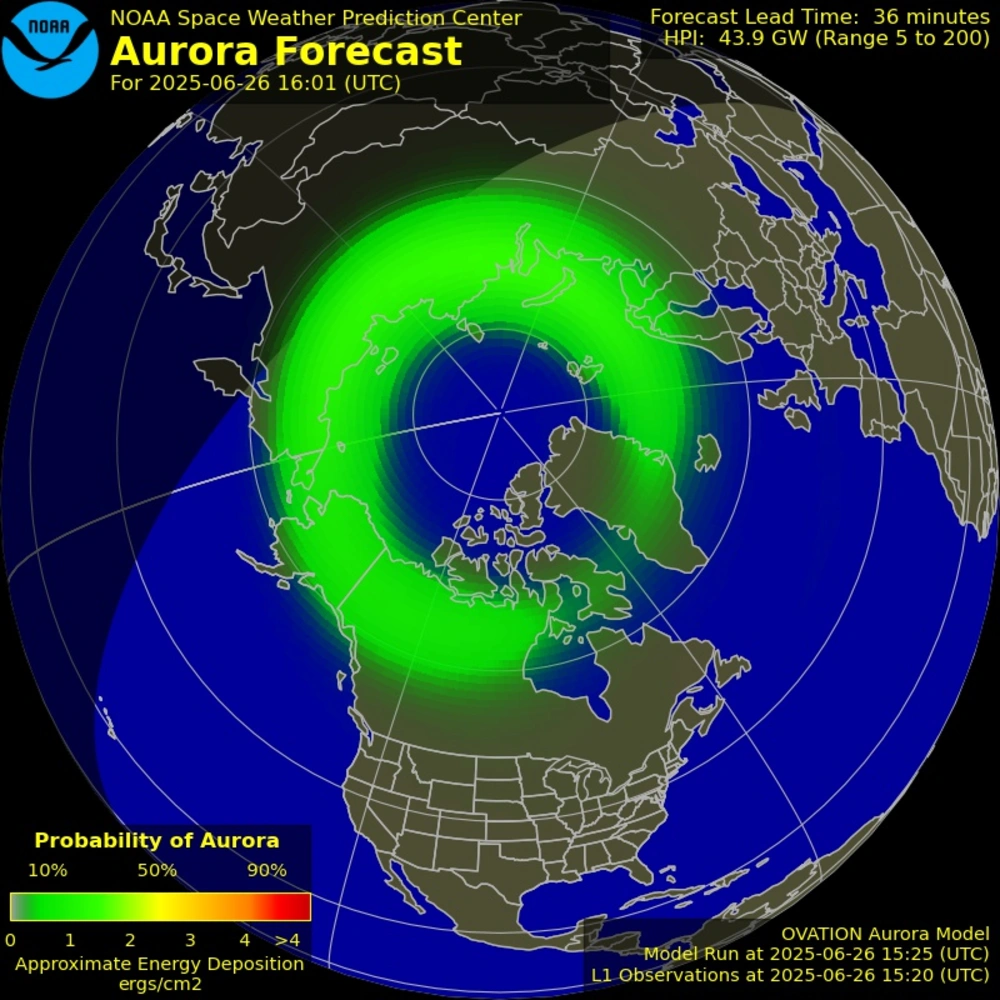 NOAA
NOAA Space Weather Prediction Center
Aurora Forecast
For 2025-06-26 16:01 (UTC)
Forecast Lead Time: 36 minutes
HPI: 43.9 GW (Range 5 to 200)
Probability of Aurora
10% 50% 90%
0 1 2 3 4 >4
Approximate Energy Deposition
ergs/cm2
OVATION Aurora Model
Model Run at 2025-06-26 15:25 (UTC)
L1 Observations at 2025-06-26 15:20 (UTC)